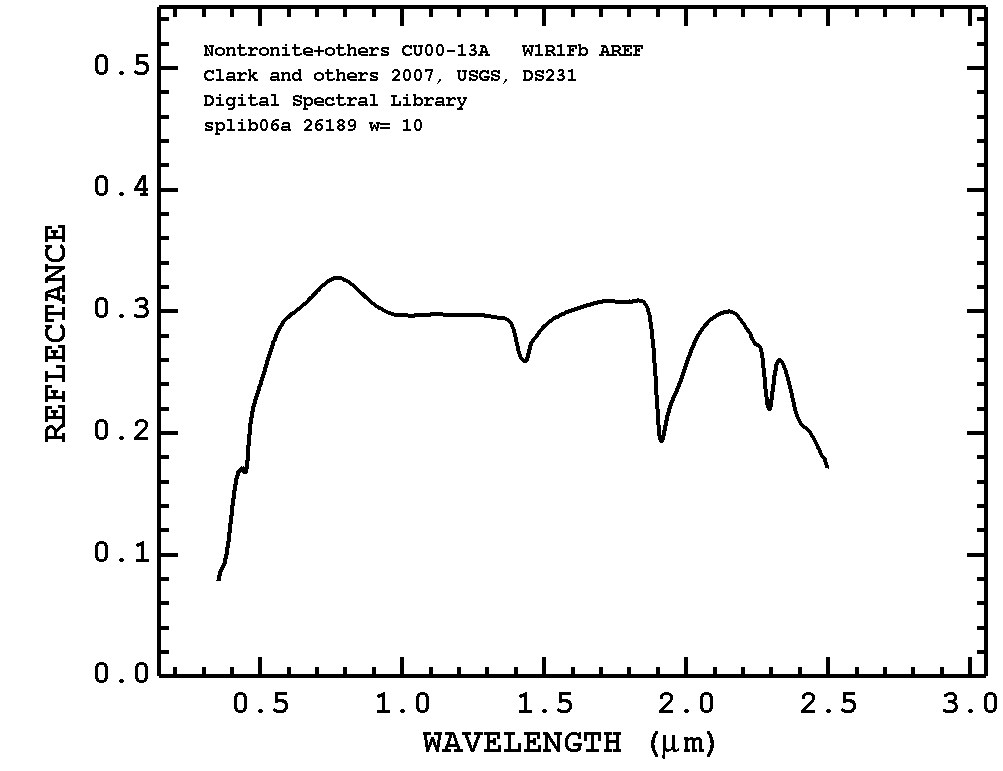 Nontronite+others CU00-13A   W1R1Fb AREF
Clark and others 2007, USGS, DS231
Digital Spectral Library
splib06a 26189 w= 10
0.5
0.4
0.3
0.2
0.1
0.0
REFLECTANCE
0.5 1.0 1.5 2.0 2.5 3.0
WAVELENGTH (μm)